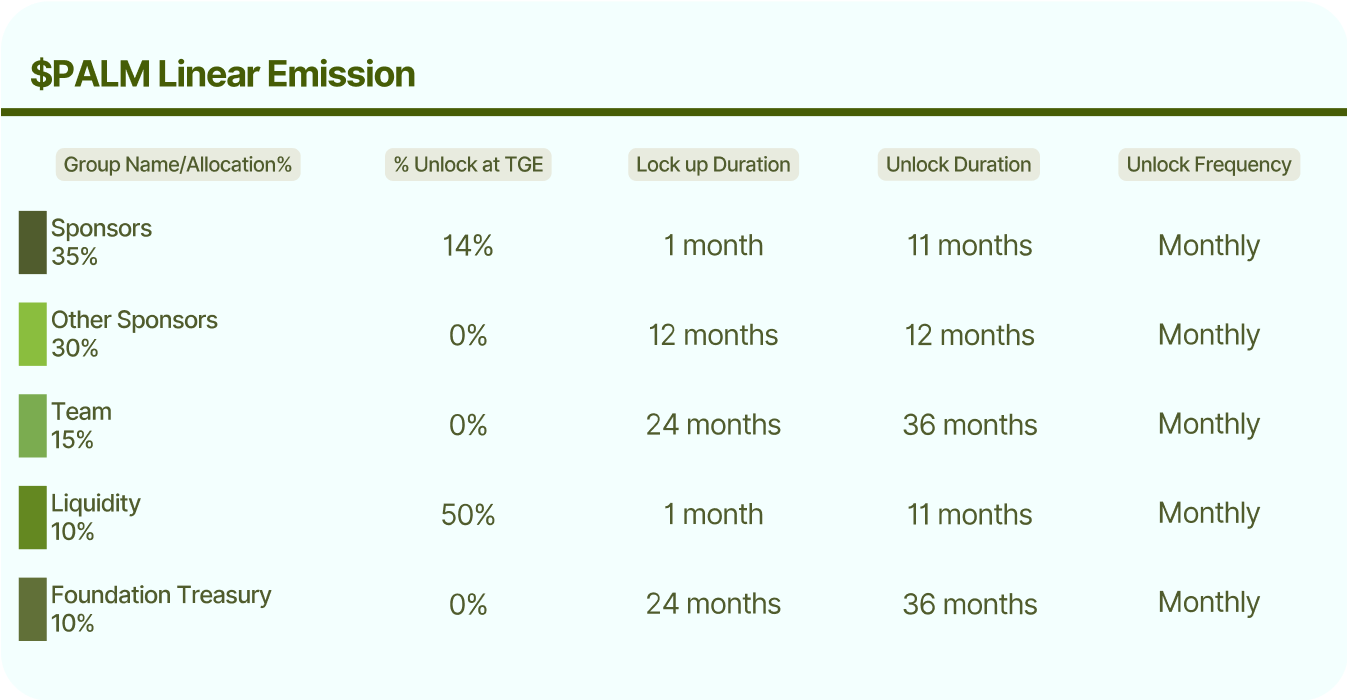 $PALM Linear Emission
Group Name/Allocation% % Unlock at TGE Lock up Duration Unlock Duration Unlock Frequency
Sponsors
35% 14% 1 month 11 months Monthly
Other Sponsors
30% 0% 12 months 12 months Monthly
Team
15% 0% 24 months 36 months Monthly
Liquidity
10% 50% 1 month 11 months Monthly
Foundation Treasury
10% 0% 24 months 36 months Monthly